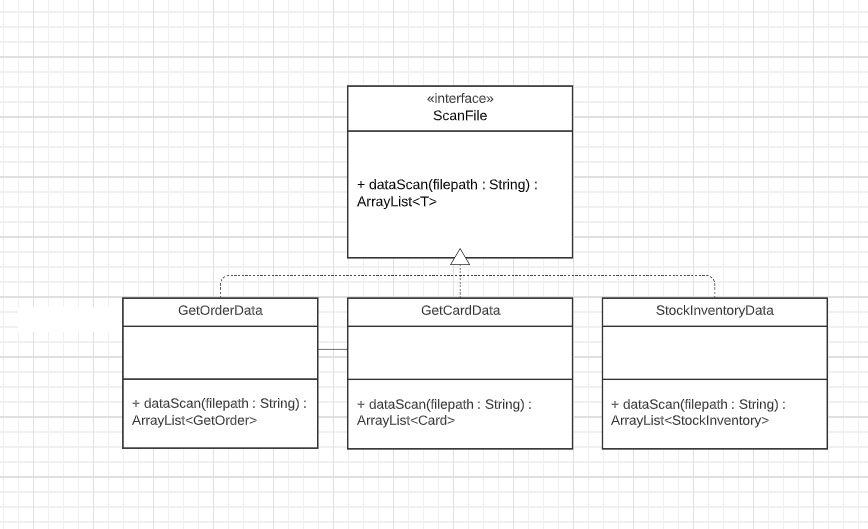 «interface»
ScanFile
+ dataScan(filepath : String) :
ArrayList<T>
GetOrderData
+ dataScan(filepath : String) :
ArrayList<GetOrder>
GetCardData
+ dataScan(filepath : String) :
ArrayList<Card>
StockInventoryData
+ dataScan(filepath : String) :
ArrayList<StockInventory>